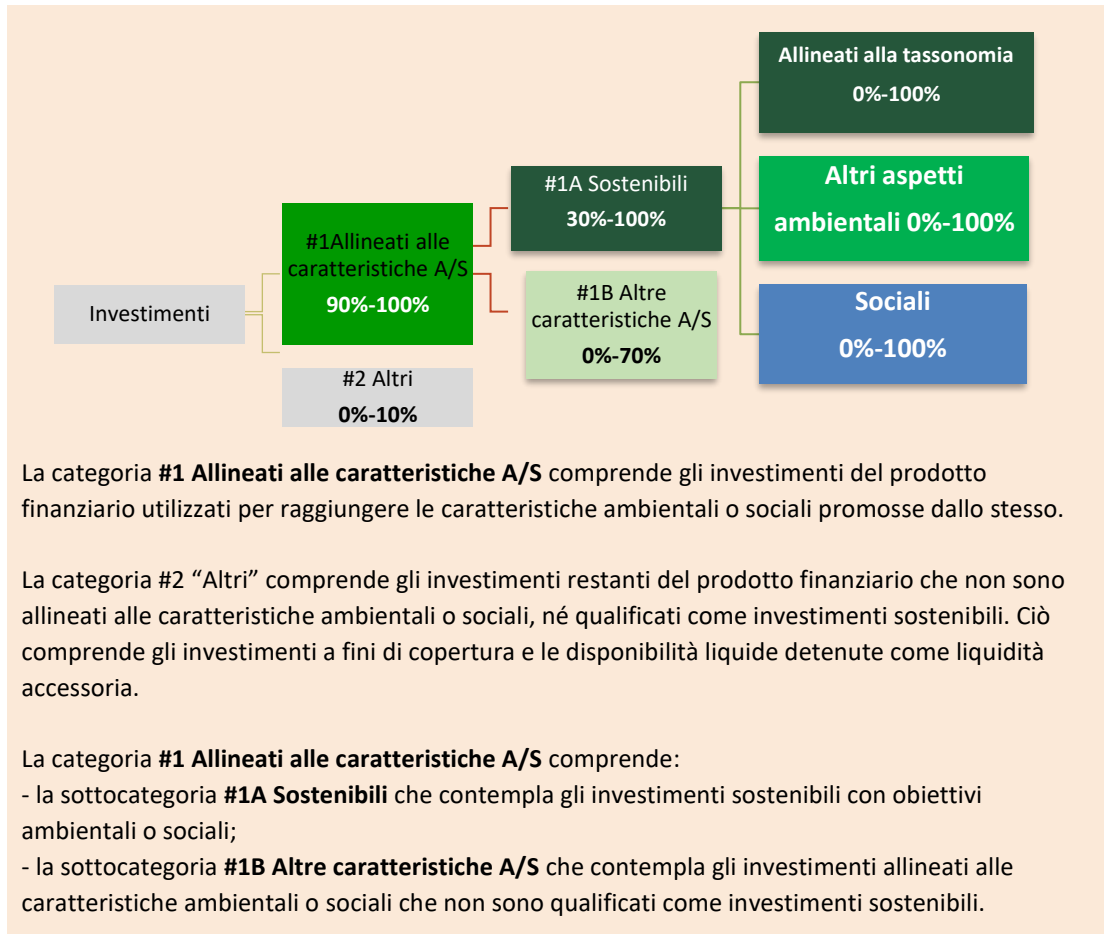 Allineati alla tassonomia
0%-100%
#1A Sostenibili
30%-100%
Altri aspetti
ambientali 0%-100%
#1Allineati alle
caratteristiche A/S
90%-100%
Investimenti
#1B Altre
caratteristiche A/S
0%-70%
Sociali
0%-100%
#2 Altri
0%-10%
La categoria #1 Allineati alle caratteristiche A/S comprende gli investimenti del prodotto
finanziario utilizzati per raggiungere le caratteristiche ambientali o sociali promosse dallo stesso.
La categoria #2 “Altri” comprende gli investimenti restanti del prodotto finanziario che non sono
allineati alle caratteristiche ambientali o sociali, né qualificati come investimenti sostenibili. Ciò
comprende gli investimenti a fini di copertura e le disponibilità liquide detenute come liquidità
accessoria.
La categoria #1 Allineati alle caratteristiche A/S comprende:
- la sottocategoria #1A Sostenibili che contempla gli investimenti sostenibili con obiettivi
ambientali o sociali;
- la sottocategoria #1B Altre caratteristiche A/S che contempla gli investimenti allineati alle
caratteristiche ambientali o sociali che non sono qualificati come investimenti sostenibili.